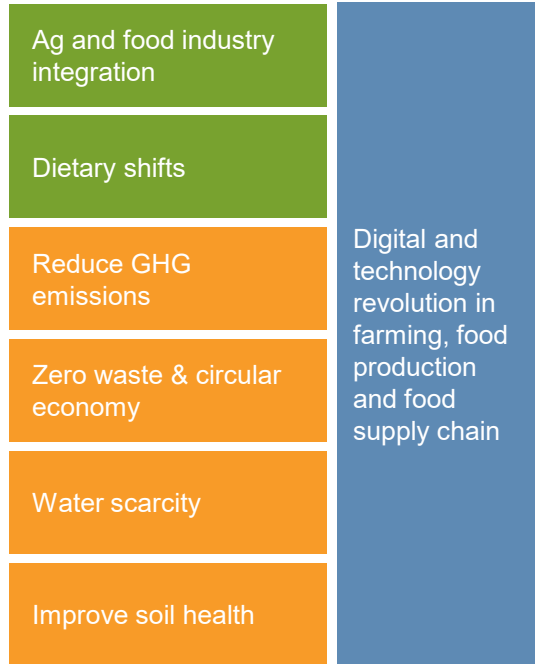 Ag and food industry
integration
Dietary shifts
Reduce GHG
emissions
Zero waste & circular
economy
Water scarcity
Improve soil health
Digital and
technology
revolution in
farming, food
production
and food
supply chain